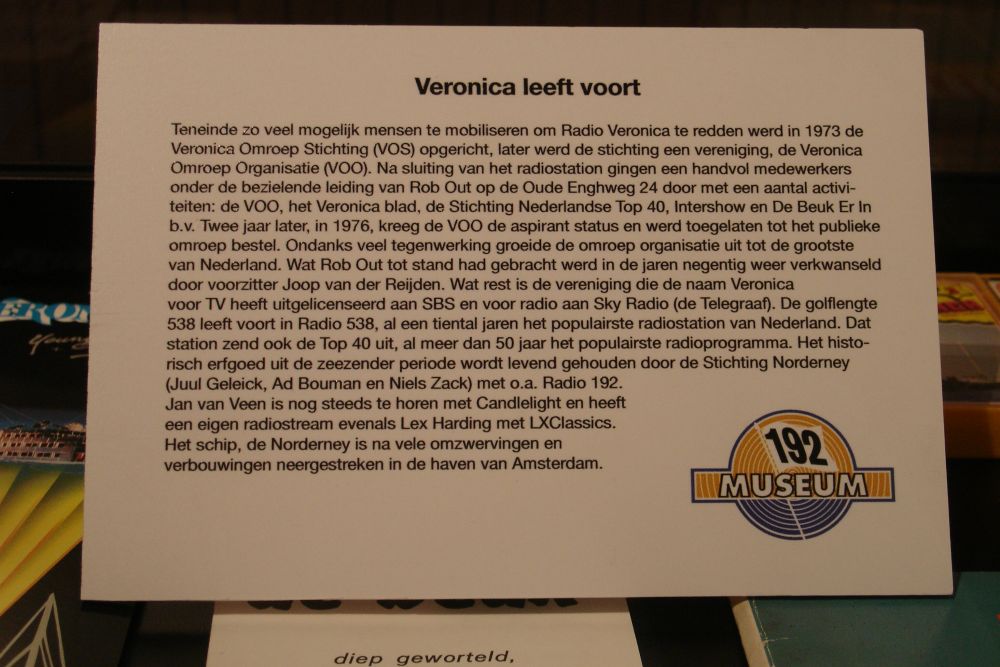 Veronica leeft voort
Teneinde zo veel mogelijk mensen te mobiliseren om Radio Veronica te redden werd in 1973 de
Veronica Omroep Stichting (VOS) opgericht, later werd de stichting een vereniging, de Veronica
Omroep Organisatie (VOO). Na sluiting van het radiostation gingen een handvol medewerkers
onder de bezielende leiding van Rob Out op de Oude Enghweg 24 door met een aantal activi-
teiten: de VOO, het Veronica blad, de Stichting Nederlandse Top 40, Intershow en De Beuk Er In
b.v. Twee jaar later, in 1976, kreeg de VOO de aspirant status en werd toegelaten tot het publieke
omroep bestel. Ondanks veel tegenwerking groeide de omroep organisatie uit tot de grootste
van Nederland. Wat Rob Out tot stand had gebracht werd in de jaren negentig weer verkwanseld
door voorzitter Joop van der Reijden. Wat rest is de vereniging die de naam Veronica
voor TV heeft uitgelicenseerd aan SBS en voor radio aan Sky Radio (de Telegraaf). De golflengte
538 leeft voort in Radio 538, al een tiental jaren het populairste radiostation van Nederland. Dat
station zend ook de Top 40 uit, al meer dan 50 jaar het populairste radioprogramma. Het histo-
risch erfgoed uit de zeezender periode wordt levend gehouden door de Stichting Norderney
(Juul Geleick, Ad Bouman en Niels Zack) met o.a. Radio 192.
Jan van Veen is nog steeds te horen met Candlelight en heeft
een eigen radiostream evenals Lex Harding met LXClassics.
Het schip, de Norderney is na vele omzwervingen en
verbouwingen neergestreken in de haven van Amsterdam.
192
MUSEUM
diep geworteld,